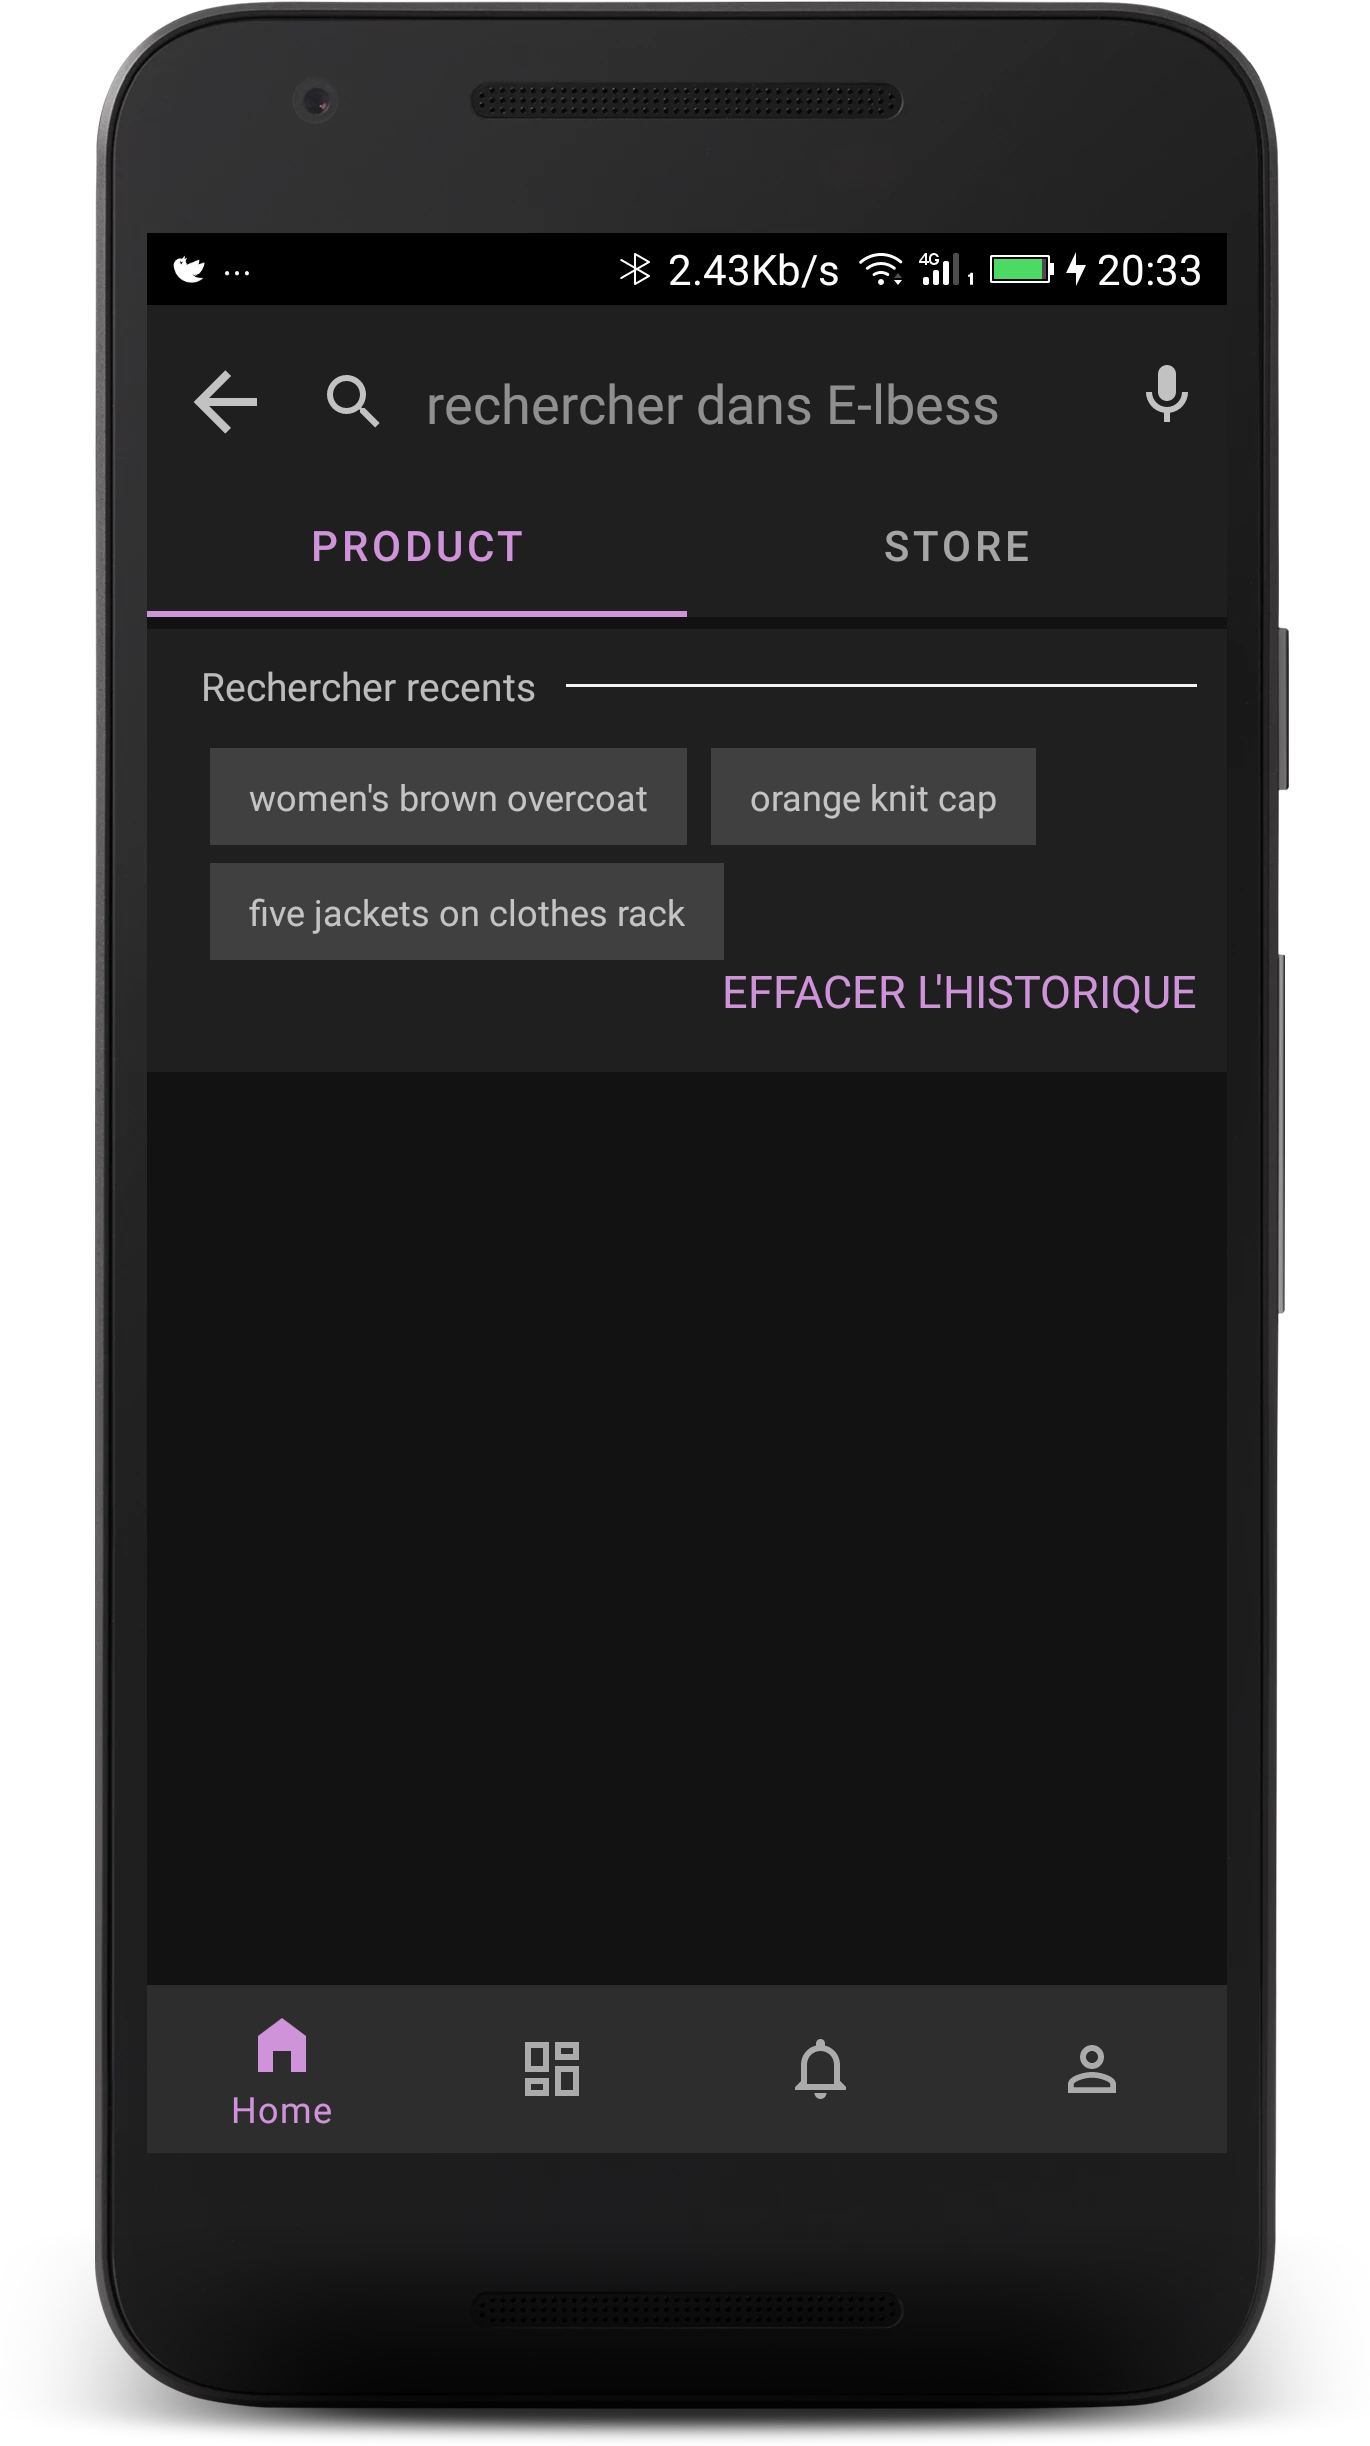 ... 2.43Kb/s 4G 1 20:33
rechercher dans E-lbess
PRODUCT STORE
Rechercher recents
women's brown overcoat orange knit cap
five jackets on clothes rack
EFFACER L'HISTORIQUE
Home